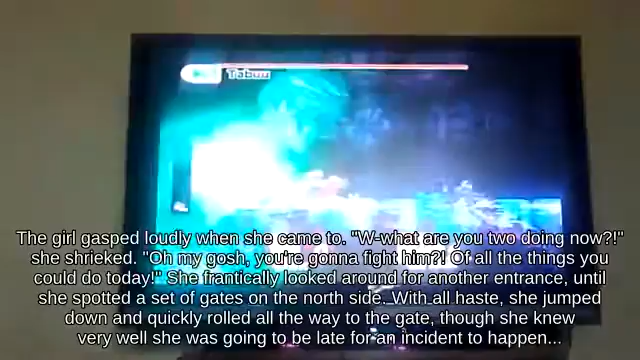 Tabuu
The girl gasped loudly when she came to. "W-what are you two doing now?!"
she shrieked. "Oh my gosh, you're gonna fight him?! Of all the things you
could do today!" She frantically looked around for another entrance, until
she spotted a set of gates on the north side. With all haste, she jumped
down and quickly rolled all the way to the gate, though she knew
very well she was going to be late for an incident to happen...